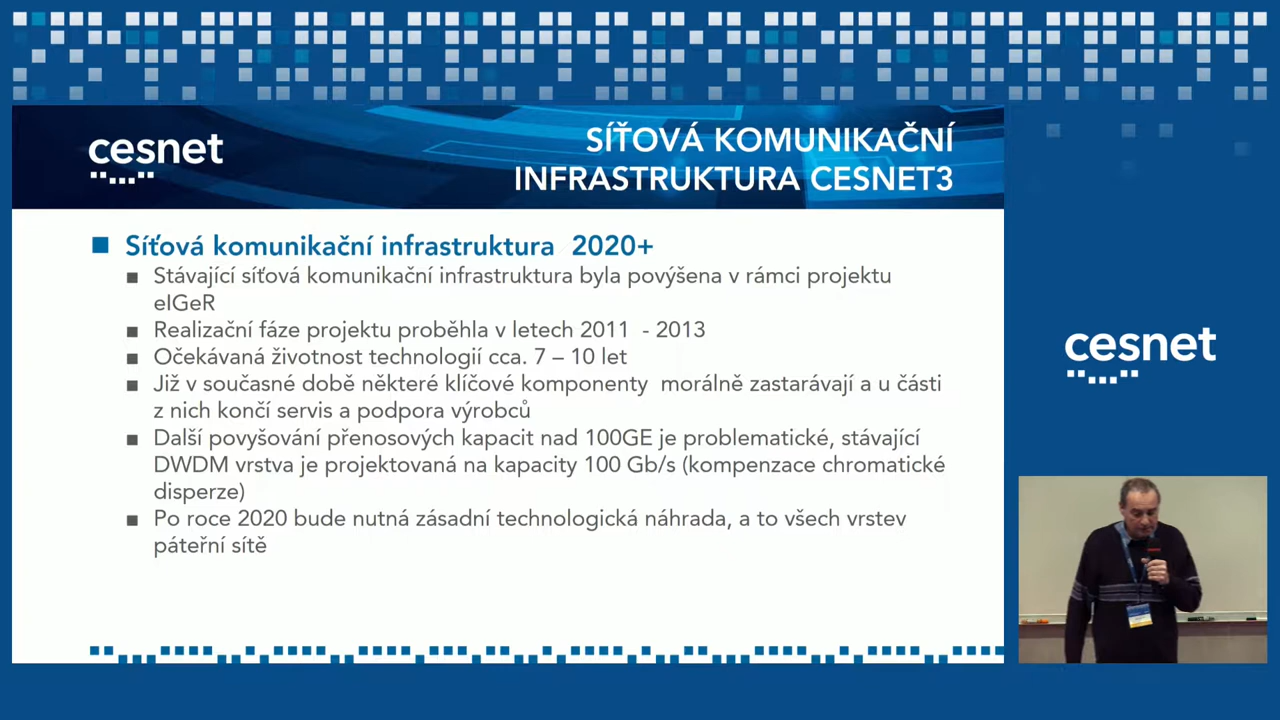 cesnet
SÍŤOVÁ KOMUNIKAČNÍ
INFRASTRUKTURA CESNET3
Síťová komunikační infrastruktura 2020+
Stávající síťová komunikační infrastruktura byla povýšena v rámci projektu
eIGeR
Realizační fáze projektu proběhla v letech 2011 - 2013
Očekávaná životnost technologií cca. 7 – 10 let
Již v současné době některé klíčové komponenty morálně zastarávají a u části
z nich končí servis a podpora výrobců
Další povyšování přenosových kapacit nad 100GE je problematické, stávající
DWDM vrstva je projektovaná na kapacity 100 Gb/s (kompenzace chromatické
disperze)
Po roce 2020 bude nutná zásadní technologická náhrada, a to všech vrstev
páteřní sítě
cesnet